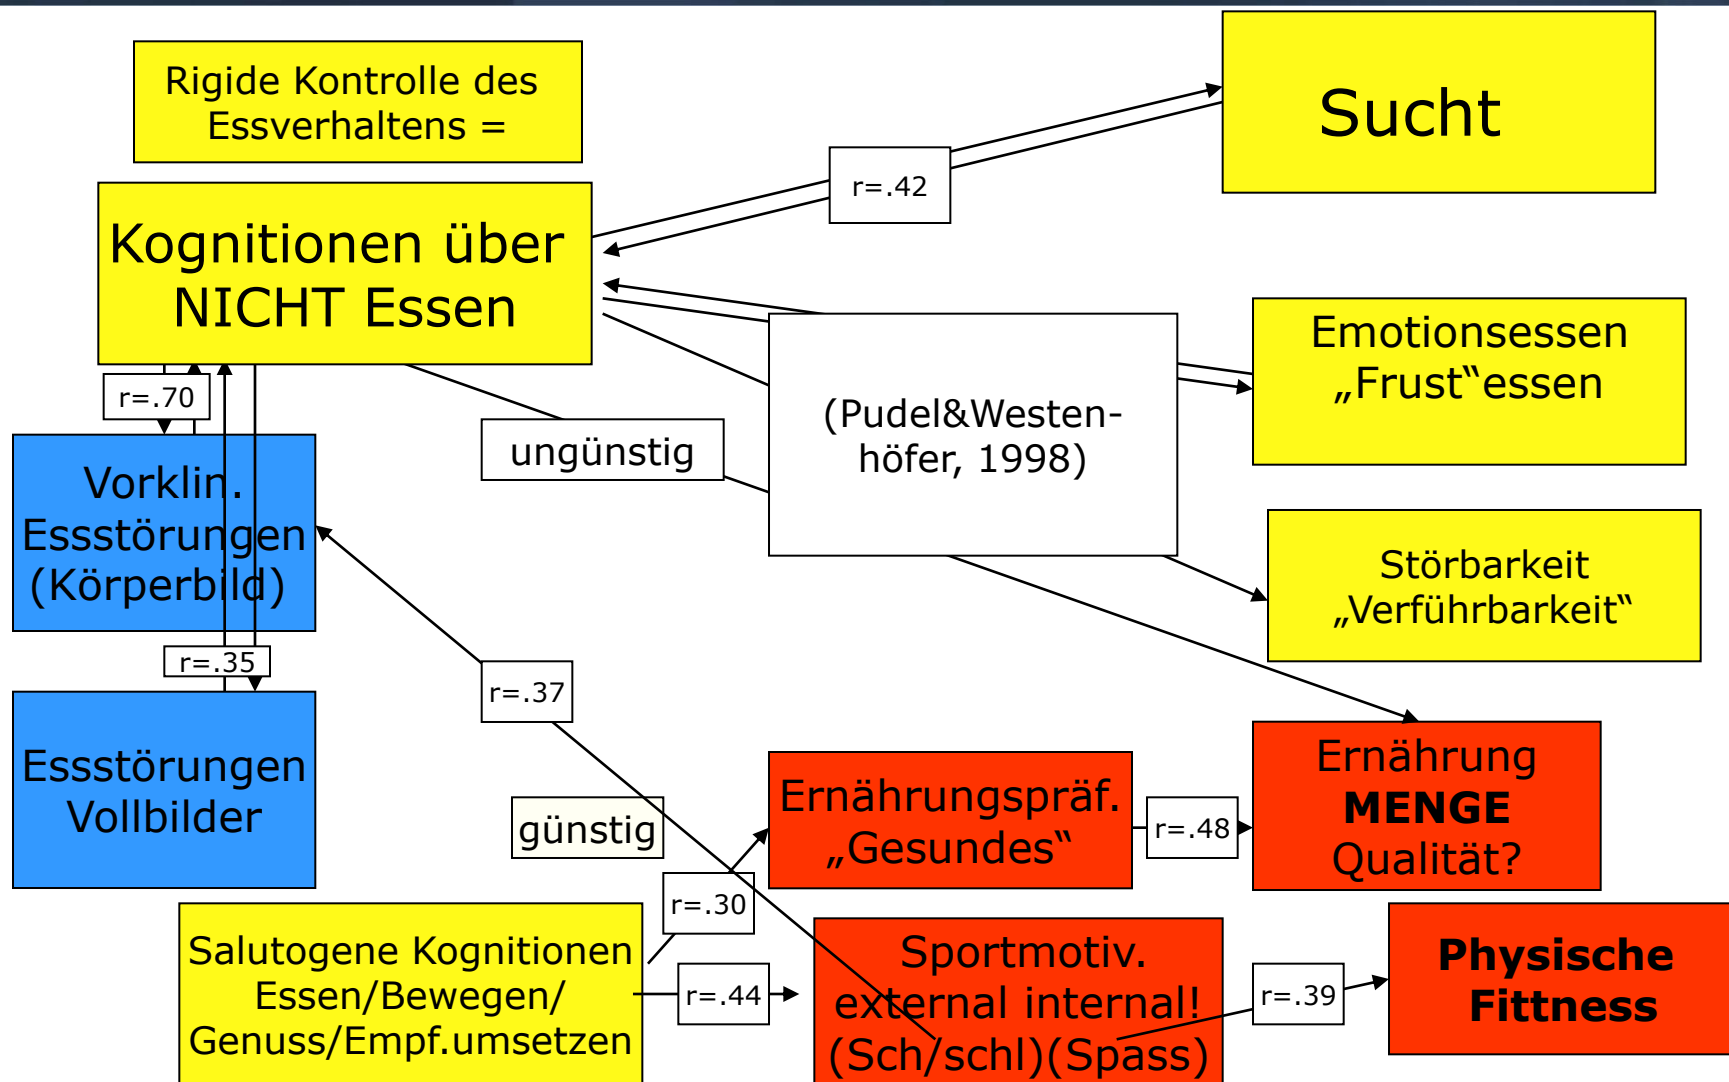 Rigide Kontrolle des
Essverhaltens =
Sucht
r=.42
Kognitionen über
NICHT Essen
Emotionsessen
„Frust“essen
r=.70
(Pudel&Westen-
höfer, 1998)
ungünstig
Vorklin.
Essstörungen
(Körperbild)
Störbarkeit
„Verführbarkeit“
r=.35
r=.37
Essstörungen
Vollbilder
günstig
Ernährungspräf.
„Gesundes“
r=.48
Ernährung
MENGE
Qualität?
r=.30
Salutogene Kognitionen
Essen/Bewegen/
Genuss/Empf.umsetzen
r=.44
Sportmotiv.
external internal!
(Sch/schl)(Spass)
r=.39
Physische
Fittness